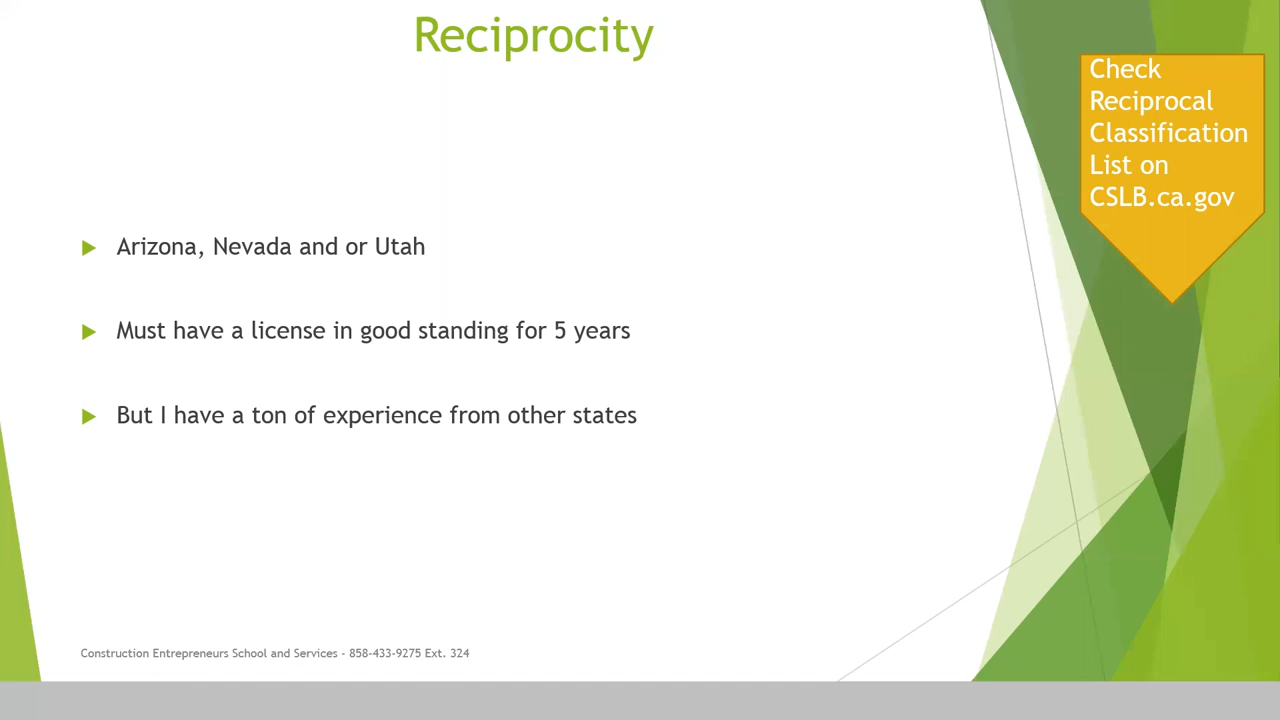 Reciprocity
Check
Reciprocal
Classification
List on
CSLB.ca.gov
Arizona, Nevada and or Utah
Must have a license in good standing for 5 years
But I have a ton of experience from other states
Construction Entrepreneurs School and Services - 858-433-9275 Ext. 324